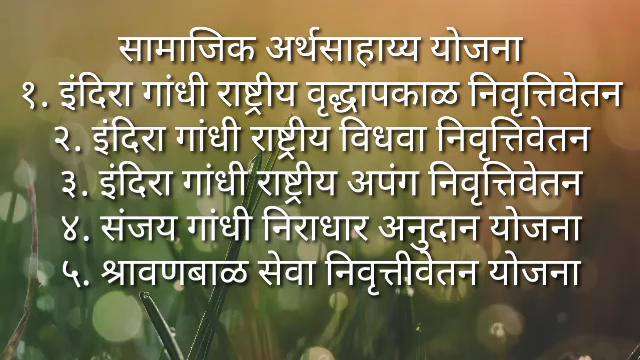 सामाजिक अर्थसाहाय्य योजना
१. इंदिरा गांधी राष्ट्रीय वृद्धापकाळ निवृत्तिवेतन
२. इंदिरा गांधी राष्ट्रीय विधवा निवृत्तिवेतन
३. इंदिरा गांधी राष्ट्रीय अपंग निवृत्तिवेतन
४. संजय गांधी निराधार अनुदान योजना
५. श्रावणबाळ सेवा निवृत्तीवेतन योजना